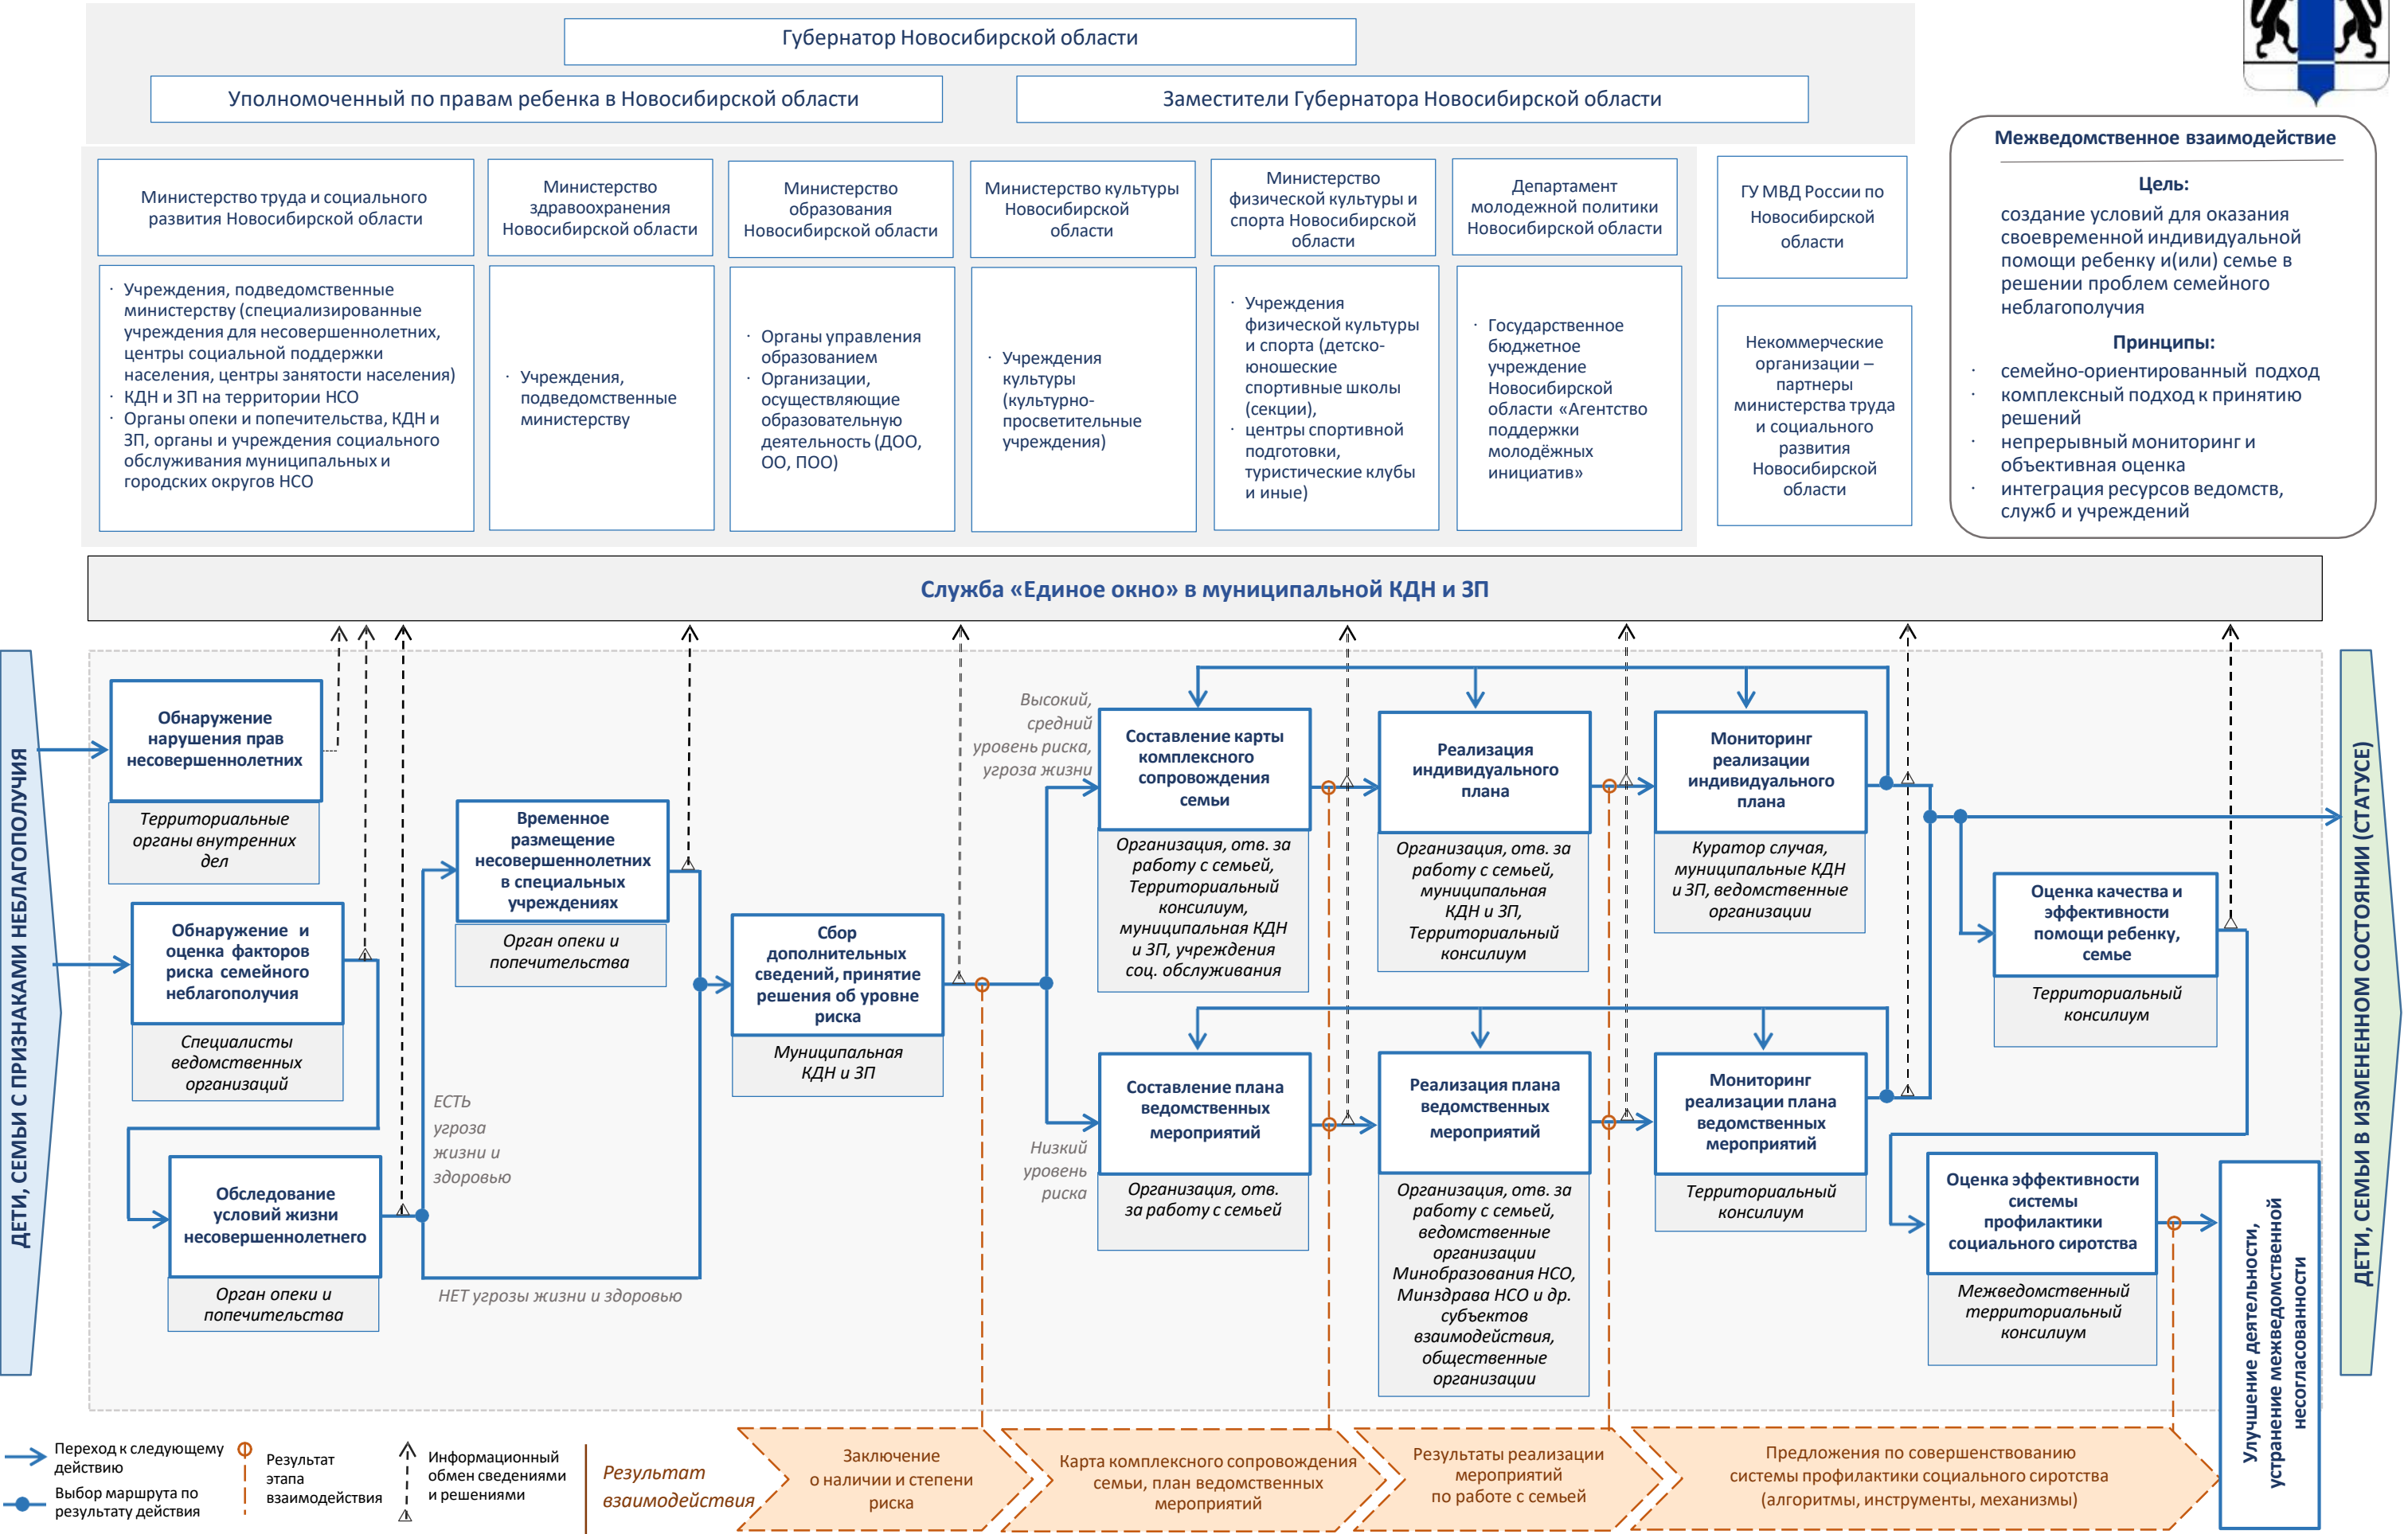 Губернатор Новосибирской области
Уполномоченный по правам ребенка в Новосибирской области
Заместители Губернатора Новосибирской области
Министерство труда и социального
развития Новосибирской области
Министерство
здравоохранения
Новосибирской области
Министерство
образования
Новосибирской области
Министерство культуры
Новосибирской
области
Министерство
физической культуры и
спорта Новосибирской
области
Департамент
молодежной политики
Новосибирской области
ГУ МВД России по
Новосибирской
области
· Учреждения, подведомственные
министерству (специализированные
учреждения для несовершеннолетних,
центры социальной поддержки
населения, центры занятости населения)
· КДН и ЗП на территории НСО
· Органы опеки и попечительства, КДН и
ЗП, органы и учреждения социального
обслуживания муниципальных и
городских округов НСО
· Учреждения,
подведомственные
министерству
· Органы управления
образованием
· Организации,
осуществляющие
образовательную
деятельность (ДОО,
ОО, ПОО)
· Учреждения
культуры
(культурно-
просветительные
учреждения)
· Учреждения
физической культуры
и спорта (детско-
юношеские
спортивные школы
(секции),
· центры спортивной
подготовки,
туристические клубы
и иные)
· Государственное
бюджетное
учреждение
Новосибирской
области «Агентство
поддержки
молодёжных
инициатив»
Некоммерческие
организации –
партнеры
министерства труда
и социального
развития
Новосибирской
области
Межведомственное взаимодействие
Цель:
создание условий для оказания
своевременной индивидуальной
помощи ребенку и(или) семье в
решении проблем семейного
неблагополучия
Принципы:
· семейно-ориентированный подход
· комплексный подход к принятию
решений
· непрерывный мониторинг и
объективная оценка
· интеграция ресурсов ведомств,
служб и учреждений
Служба «Единое окно» в муниципальной КДН и ЗП
ДЕТИ, СЕМЬИ С ПРИЗНАКАМИ НЕБЛАГОПОЛУЧИЯ
Обнаружение
нарушения прав
несовершеннолетних
Территориальные
органы внутренних
дел
Обнаружение и
оценка факторов
риска семейного
неблагополучия
Специалисты
ведомственных
организаций
Обследование
условий жизни
несовершеннолетнего
Орган опеки и
попечительства
ЕСТЬ
угроза
жизни и
здоровью
НЕТ угрозы жизни и здоровью
Временное
размещение
несовершеннолетних
в специальных
учреждениях
Орган опеки и
попечительства
Сбор
дополнительных
сведений, принятие
решения об уровне
риска
Муниципальная
КДН и ЗП
Высокий,
средний
уровень риска,
угроза жизни
Низкий
уровень
риска
Составление карты
комплексного
сопровождения
семьи
Организация, отв. за
работу с семьей,
Территориальный
консилиум,
муниципальная КДН
и ЗП, учреждения
соц. обслуживания
Реализация
индивидуального
плана
Организация, отв. за
работу с семьей,
муниципальная
КДН и ЗП,
Территориальный
консилиум
Мониторинг
реализации
индивидуального
плана
Куратор случая,
муниципальные КДН
и ЗП, ведомственные
организации
Составление плана
ведомственных
мероприятий
Организация, отв.
за работу с семьей
Реализация плана
ведомственных
мероприятий
Организация, отв. за
работу с семьей,
ведомственные
организации
Минобразования НСО,
Минздрава НСО и др.
субъектов
взаимодействия,
общественные
организации
Мониторинг
реализации плана
ведомственных
мероприятий
Территориальный
консилиум
Оценка качества и
эффективности
помощи ребенку,
семье
Территориальный
консилиум
Оценка эффективности
системы
профилактики
социального сиротства
Межведомственный
территориальный
консилиум
Улучшение деятельности,
устранение межведомственной
несогласованности
ДЕТИ, СЕМЬИ В ИЗМЕНЕННОМ СОСТОЯНИИ (СТАТУСЕ)
Переход к следующему
действию
Выбор маршрута по
результату действия
Результат
этапа
взаимодействия
Информационный
обмен сведениями
и решениями
Результат
взаимодействия
Заключение
о наличии и степени
риска
Карта комплексного сопровождения
семьи, план ведомственных
мероприятий
Результаты реализации
мероприятий
по работе с семьей
Предложения по совершенствованию
системы профилактики социального сиротства
(алгоритмы, инструменты, механизмы)